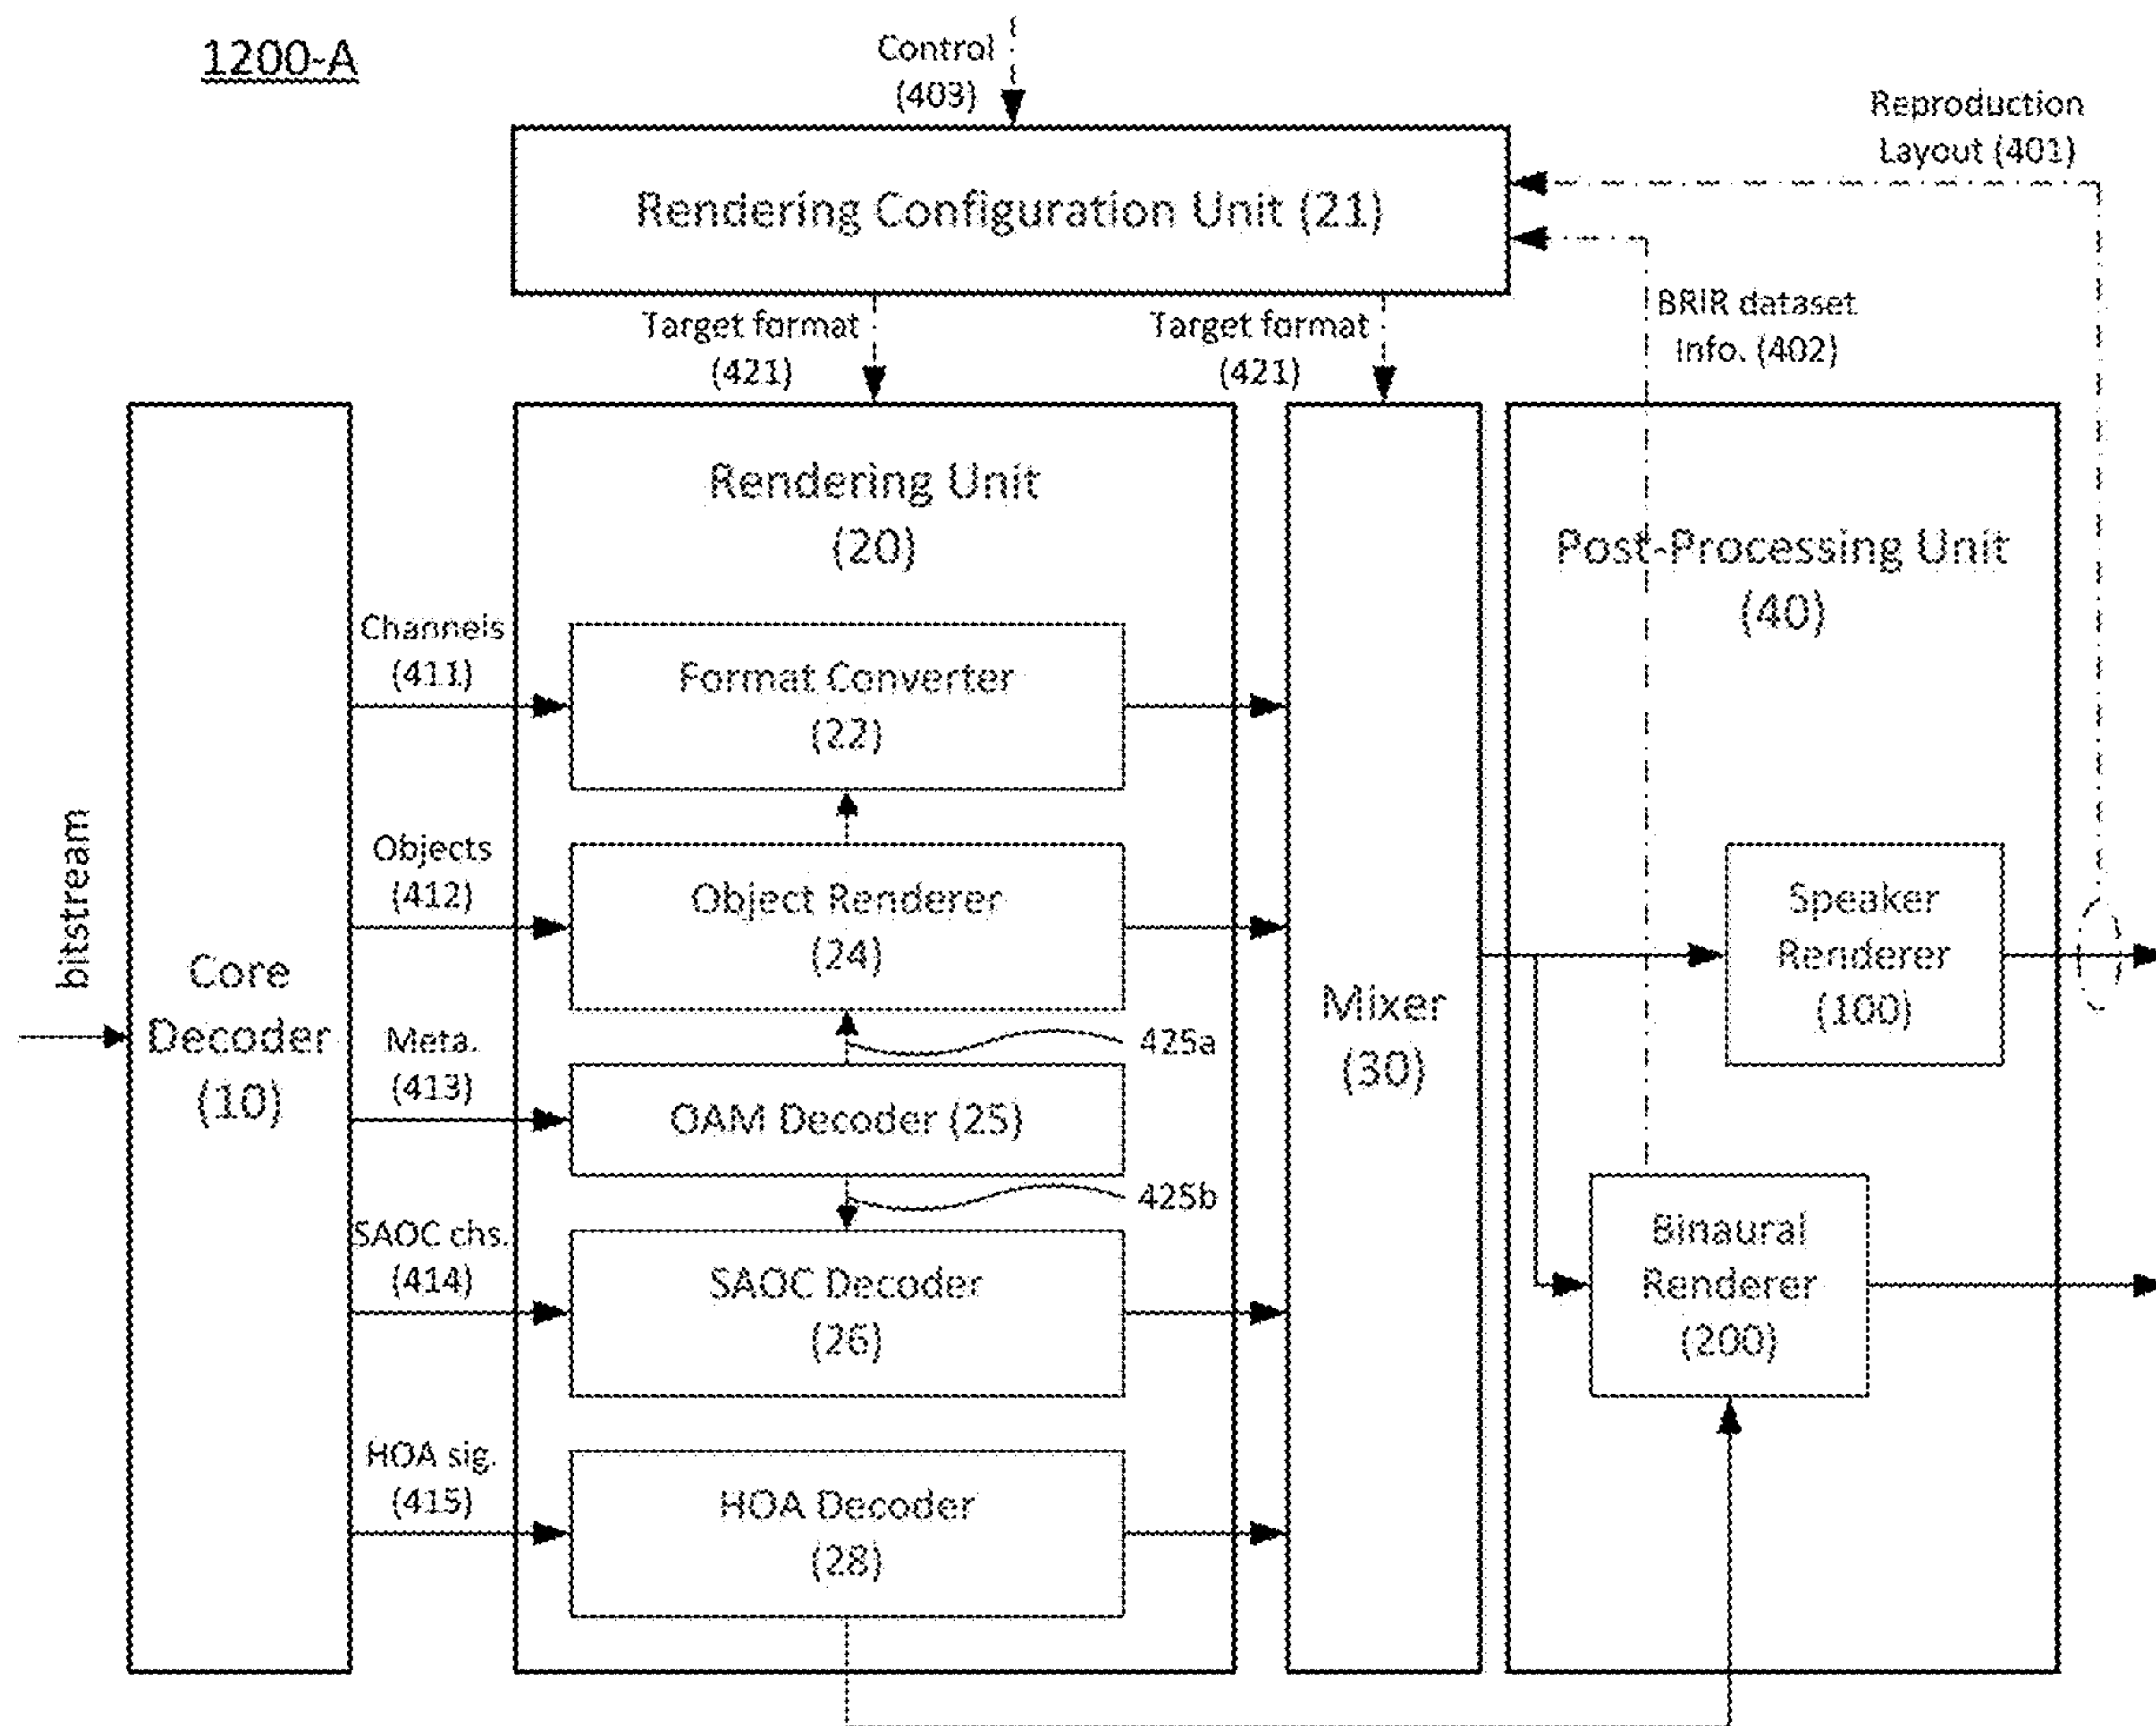 1200-A
Control
(403)
Reproduction
Layout (401)
Rendering Configuration Unit (21)
BRIR dataset
Info. (402)
Target format
(421)
Target format
(421)
Rendering Unit
(20)
Post-Processing Unit
(40)
Channels
(411)
Format Converter
(22)
Objects
(412)
Object Renderer
(24)
Speaker
Renderer
(100)
bitstream
Core
Decoder
(10)
Mixer
(30)
Meta.
(413)
425a
OAM Decoder (25)
425b
SAOC chs.
(414)
SAOC Decoder
(26)
Binaural
Renderer
(200)
HOA sig.
(415)
HOA Decoder
(28)